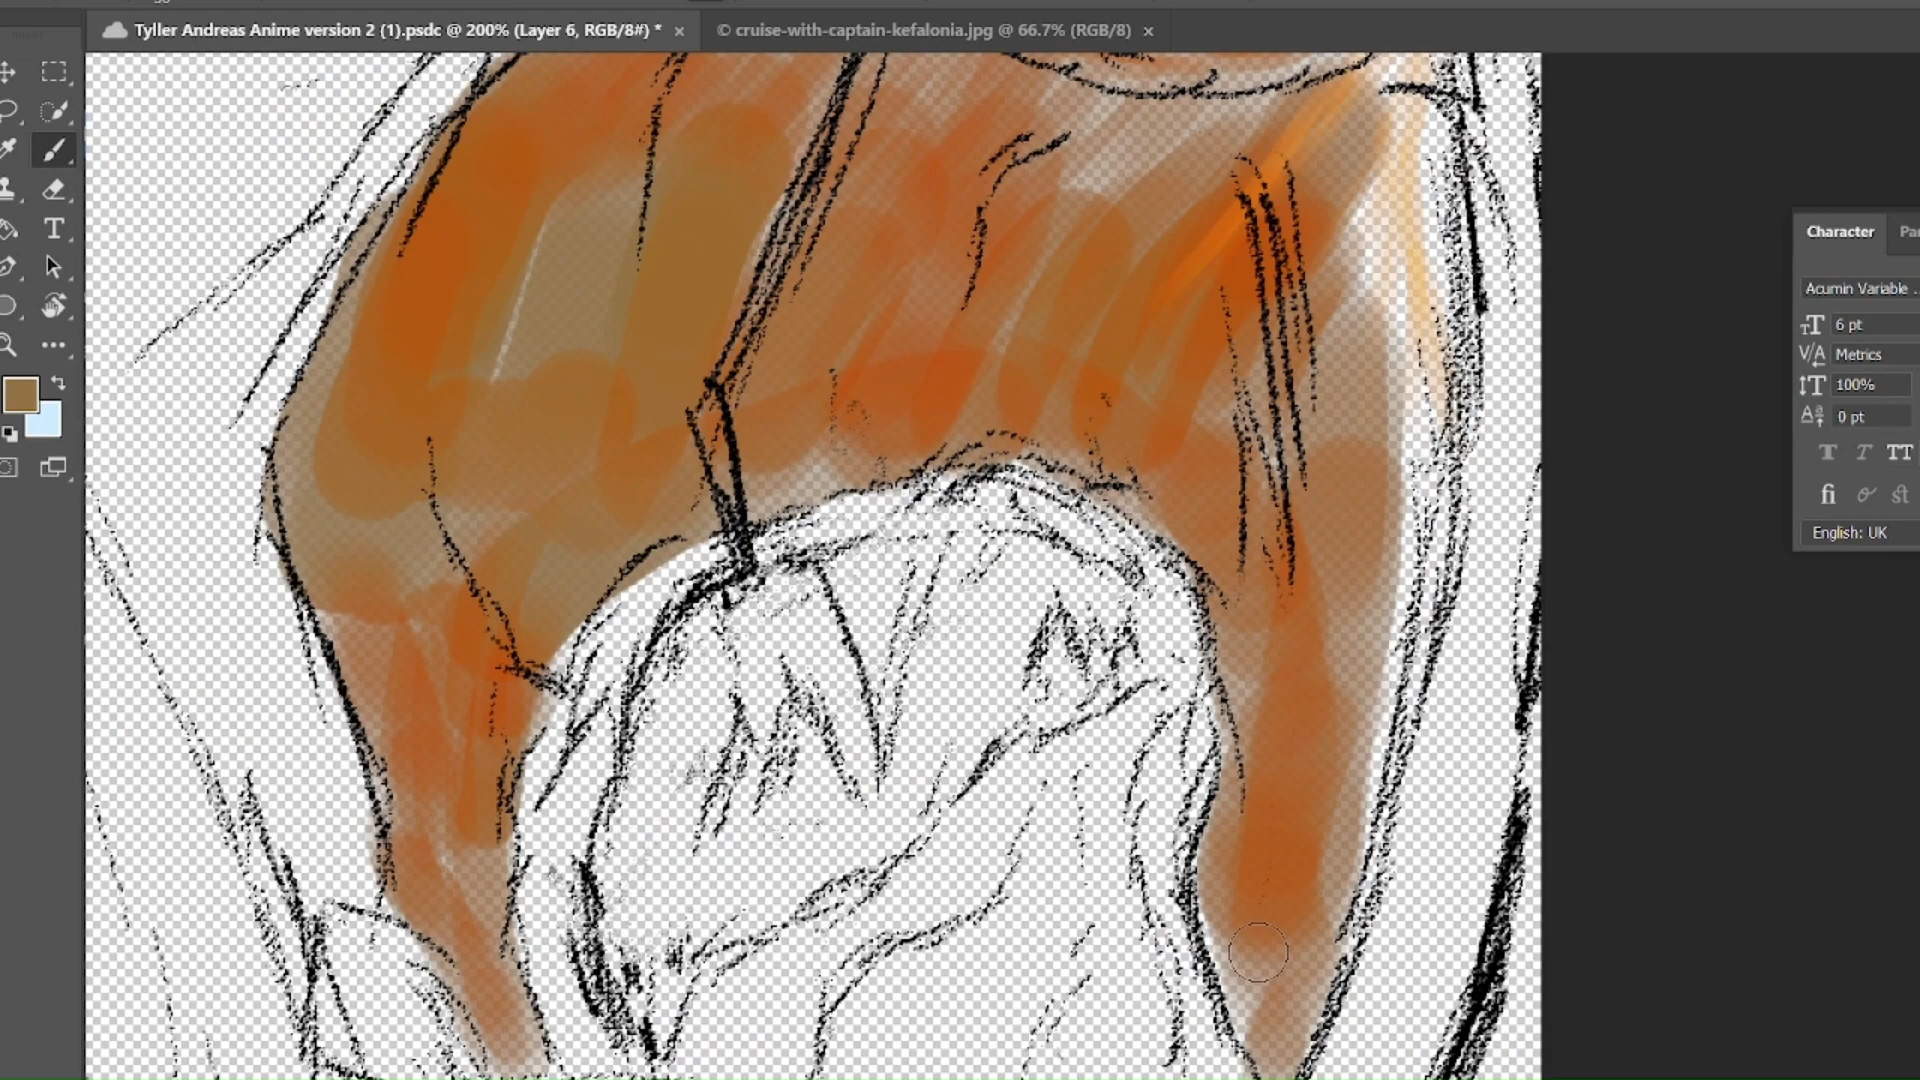 Tyller Andreas Anime version 2 (1).psdc @ 200% (Layer 6, RGB/8#) *
© cruise-with-captain-kefalonia.jpg @ 66.7% (RGB/8)
Character
Acumin Variable ...
6 pt
Metrics
100%
0 pt
T T TT
fi
English: UK